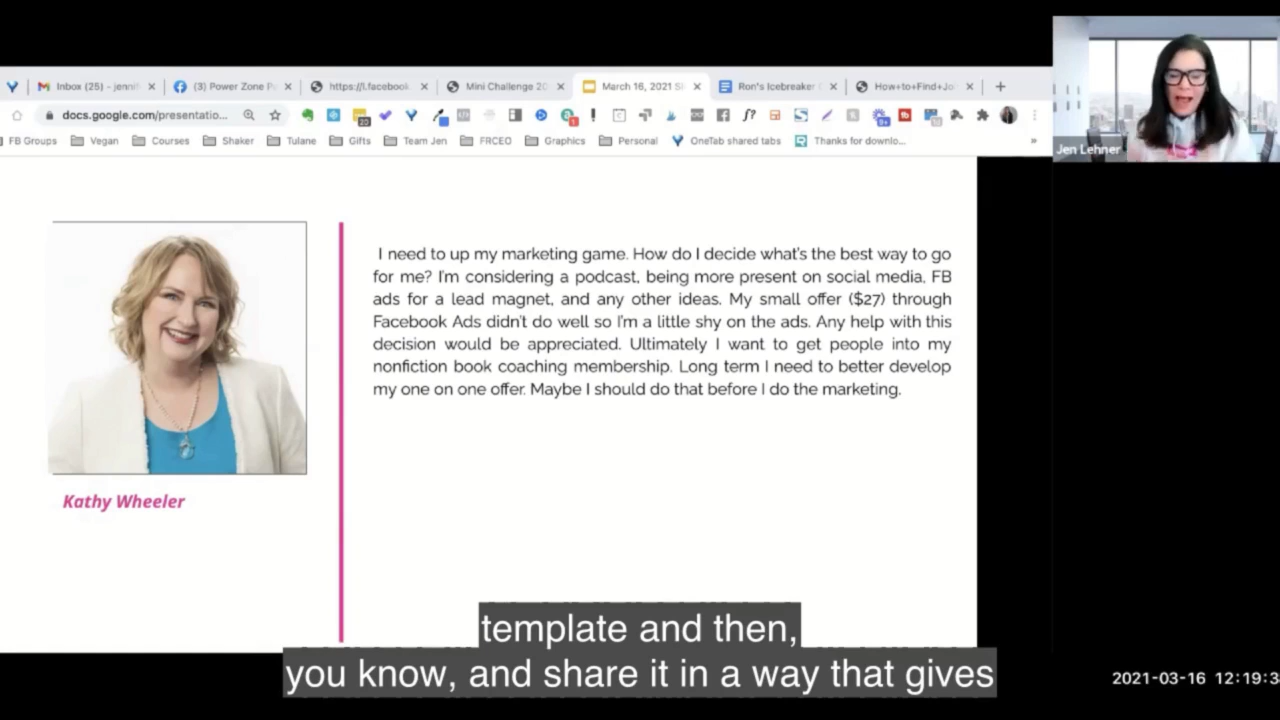 Inbox (25) - jenni
(3) Power Zone P
https://l.facebook
Mini Challenge 20
March 16, 2021 S
Ron's Icebreaker
How+to+Find+Jo
docs.google.com/presentatio...
FB Groups
Vegan
Courses
Shaker
Tulane
Gifts
Team Jen
FRCEO
Graphics
Personal
OneTab shared tabs
Thanks for downlo...
»
Jen Lehner
I need to up my marketing game. How do I decide what's the best way to go
for me? I'm considering a podcast, being more present on social media, FB
ads for a lead magnet, and any other ideas. My small offer ($27) through
Facebook Ads didn't do well so I'm a little shy on the ads. Any help with this
decision would be appreciated. Ultimately I want to get people into my
nonfiction book coaching membership. Long term I need to better develop
my one on one offer. Maybe I should do that before I do the marketing.
Kathy Wheeler
template and then,
you know, and share it in a way that gives
2021-03-16 12:19:3